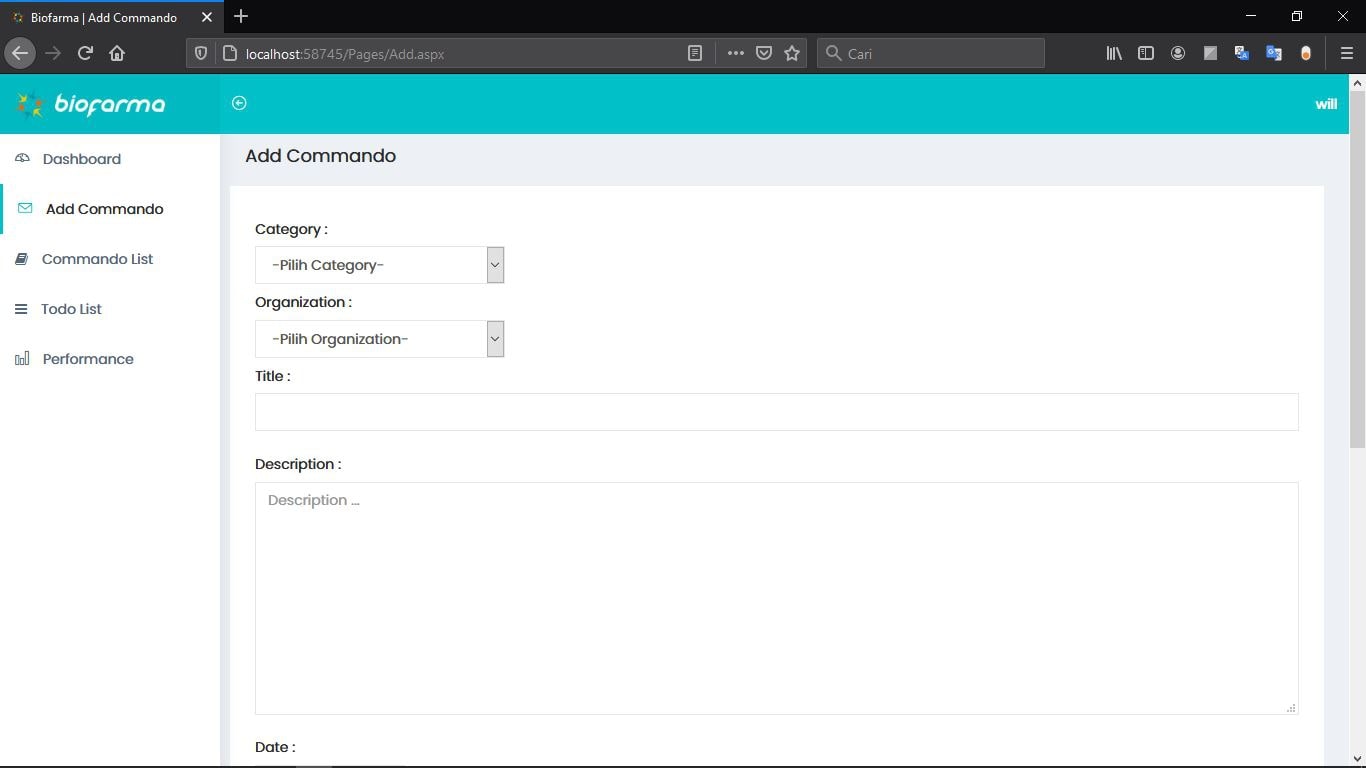 Biofarma | Add Commando
localhost:58745/Pages/Add.aspx
Cari
biofarma
will
Dashboard
Add Commando
Commando List
Todo List
Performance
Add Commando
Category :
-Pilih Category-
Organization :
-Pilih Organization-
Title :
Description :
Description ...
Date :